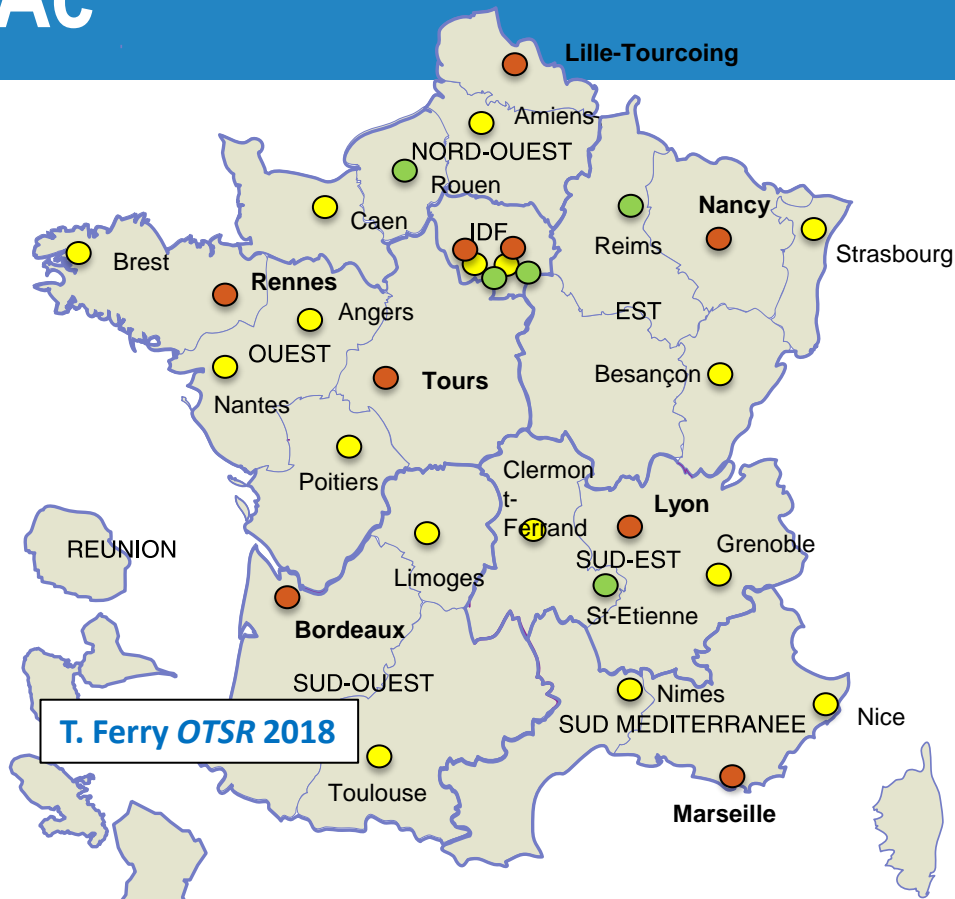 Lille-Tourcoing
Amiens-
NORD-OUEST
Rouen
Caen
IDF
Reims
Nancy
Strasbourg
Brest
Rennes
Angers
EST
OUEST
Nantes
Tours
Besançon
Poitiers
Clermon
t-
Ferrand
Lyon
REUNION
SUD-EST
Grenoble
Limoges
St-Etienne
Bordeaux
SUD-OUEST
Nimes
SUD MEDITERRANEE
Nice
T. Ferry OTSR 2018
Toulouse
Marseille